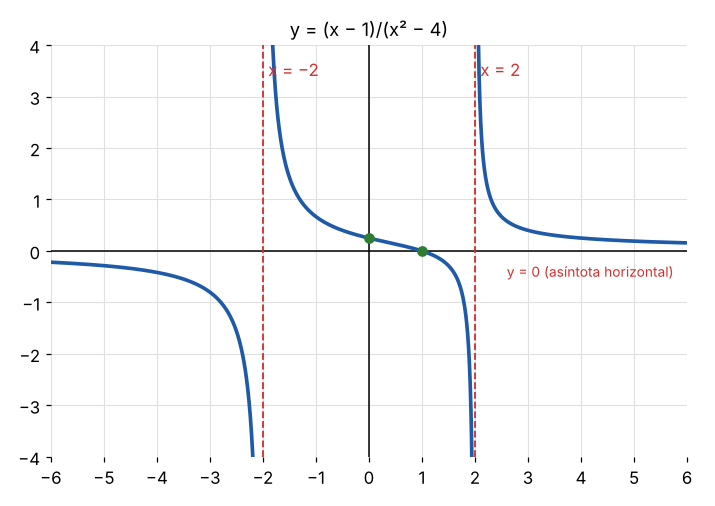 y = (x − 1)/(x² − 4)
4
x = −2
x = 2
3
2
1
0
y = 0 (asíntota horizontal)
−1
−2
−3
−4
−6 −5 −4 −3 −2 −1 0 1 2 3 4 5 6